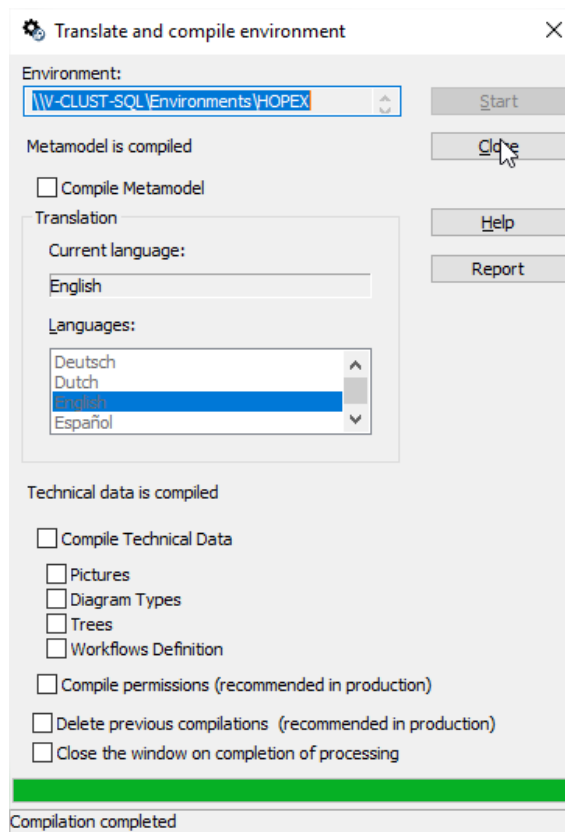 Translate and compile environment
Environment:
\\V-CLUST-SQL\Environments\HOPEX
Start
Metamodel is compiled
Close
Compile Metamodel
Translation
Help
Current language:
Report
English
Languages:
Deutsch
Dutch
English
Español
Technical data is compiled
Compile Technical Data
Pictures
Diagram Types
Trees
Workflows Definition
Compile permissions (recommended in production)
Delete previous compilations (recommended in production)
Close the window on completion of processing
Compilation completed